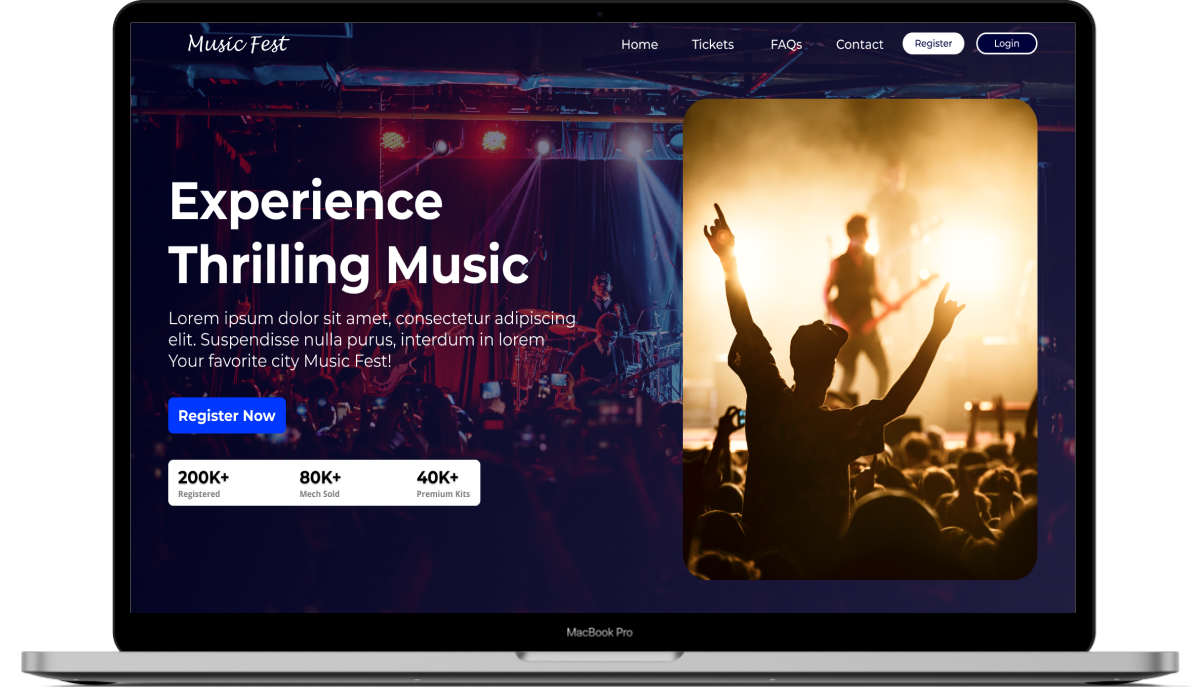 Music Fest
Home Tickets FAQs Contact Register Login
Experience
Thrilling Music
Lorem ipsum dolor sit amet, consectetur adipiscing
elit. Suspendisse nulla purus, interdum in lorem
Your favorite city Music Fest!
Register Now
200K+ 80K+ 40K+
Registered Mech Sold Premium Kits
MacBook Pro